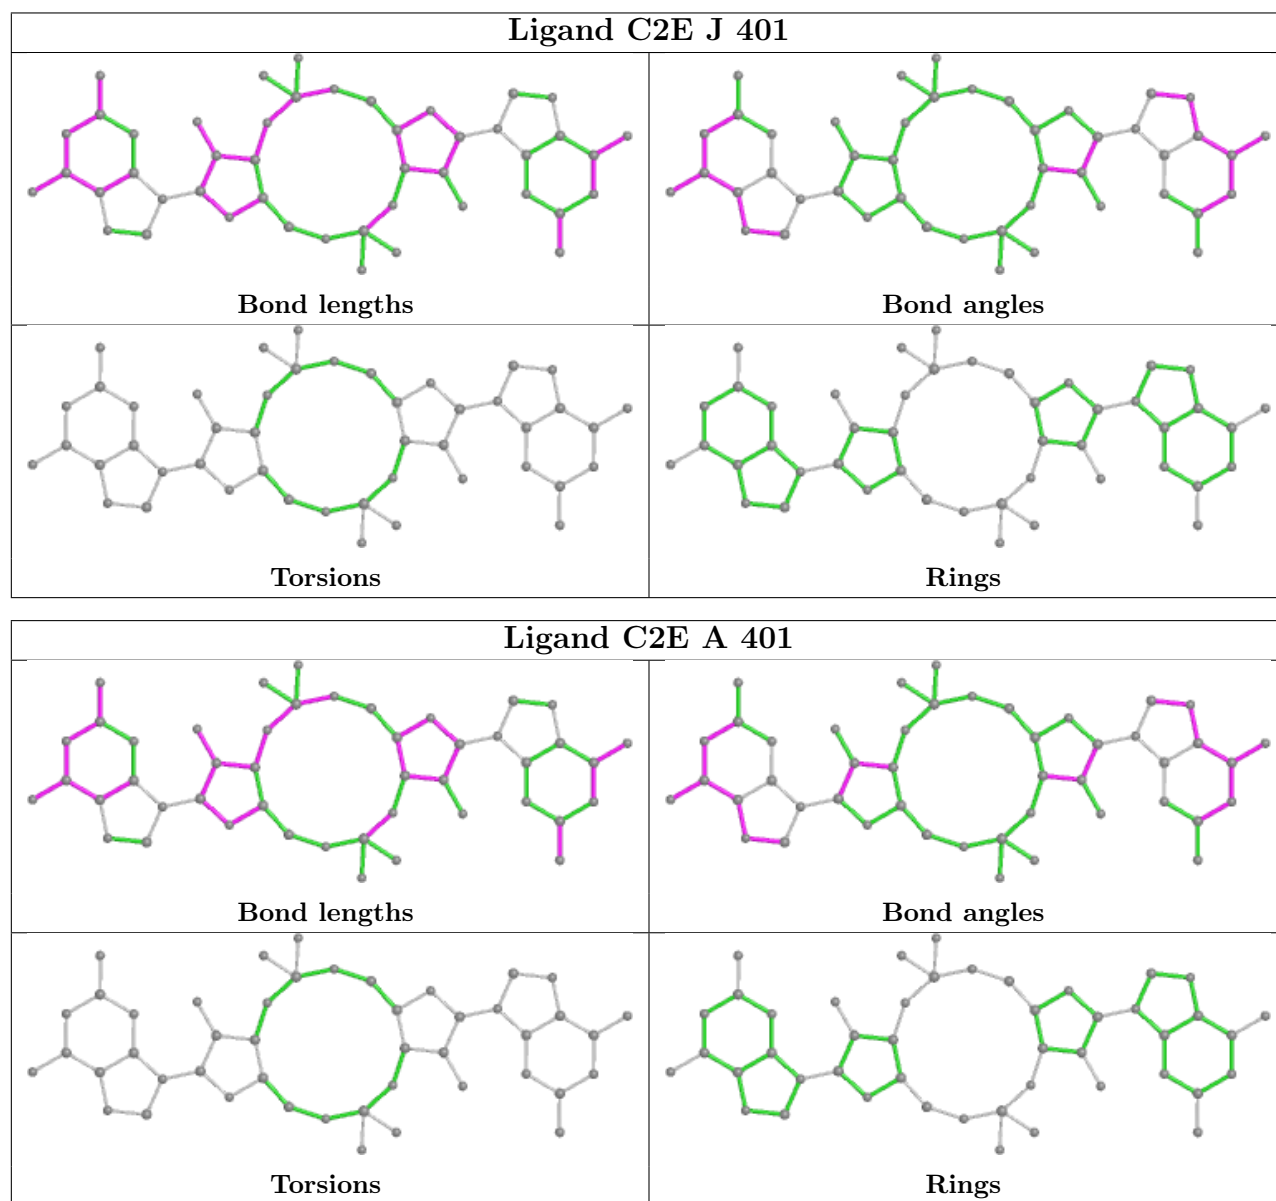 Ligand C2E J 401
Bond lengths
Bond angles
Torsions
Rings
Ligand C2E A 401
Bond lengths
Bond angles
Torsions
Rings